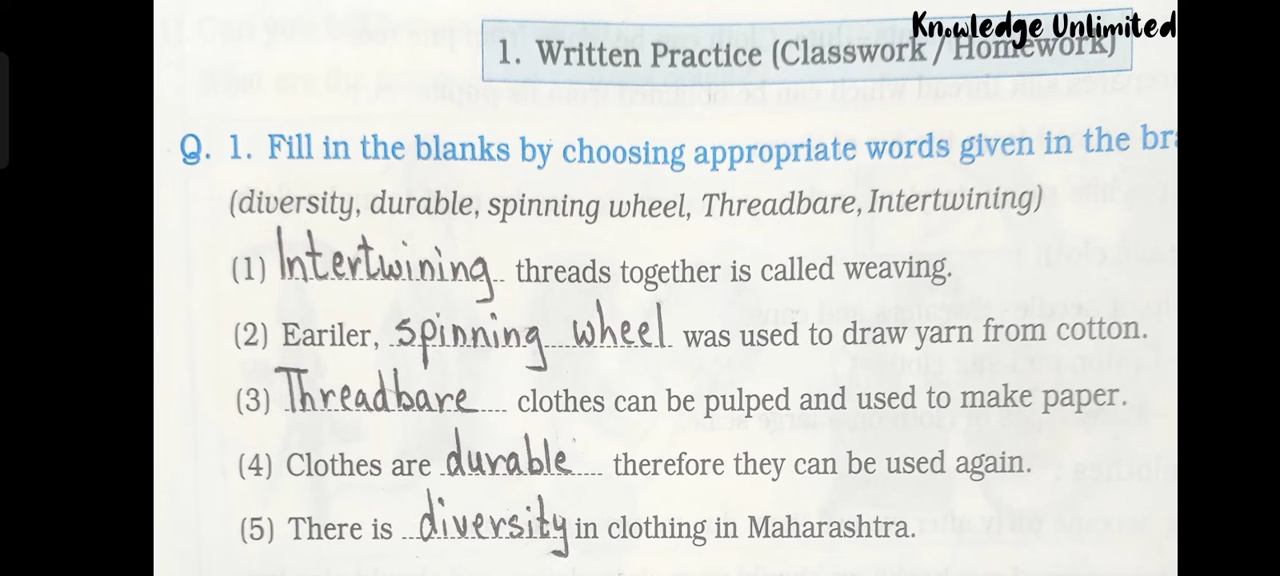 Knowledge Unlimited
1. Written Practice (Classwork / Homework)
Q. 1. Fill in the blanks by choosing appropriate words given in the bra
(diversity, durable, spinning wheel, Threadbare, Intertwining)
(1) Intertwining threads together is called weaving.
(2) Eariler, spinning wheel was used to draw yarn from cotton.
(3) Threadbare clothes can be pulped and used to make paper.
(4) Clothes are durable therefore they can be used again.
(5) There is diversity in clothing in Maharashtra.